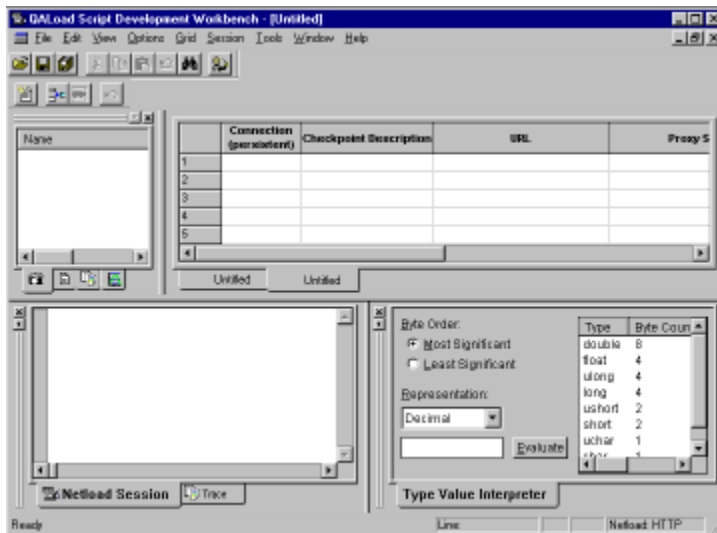 QALoad Script Development Workbench - [Untitled]
File Edit View Options Grid Session Tools Window Help
Name
Connection (persistent) Checkpoint Description URL Proxy S
1
2
3
4
5
Untitled Untitled
Byte Order:
Most Significant
Least Significant
Representation:
Decimal
Evaluate
Type Byte Coun
double 8
float 4
ulong 4
long 4
ushort 2
short 2
uchar 1
char 1
Netload Session Trace
Type Value Interpreter
Ready Line Netload: HTTP